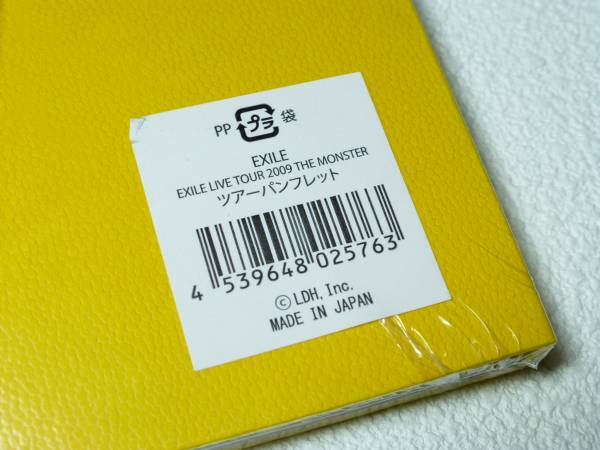 PP プラ 袋
EXILE
EXILE LIVE TOUR 2009 THE MONSTER
ツアーパンフレット
4 539648 025763
©LDH, Inc.
MADE IN JAPAN